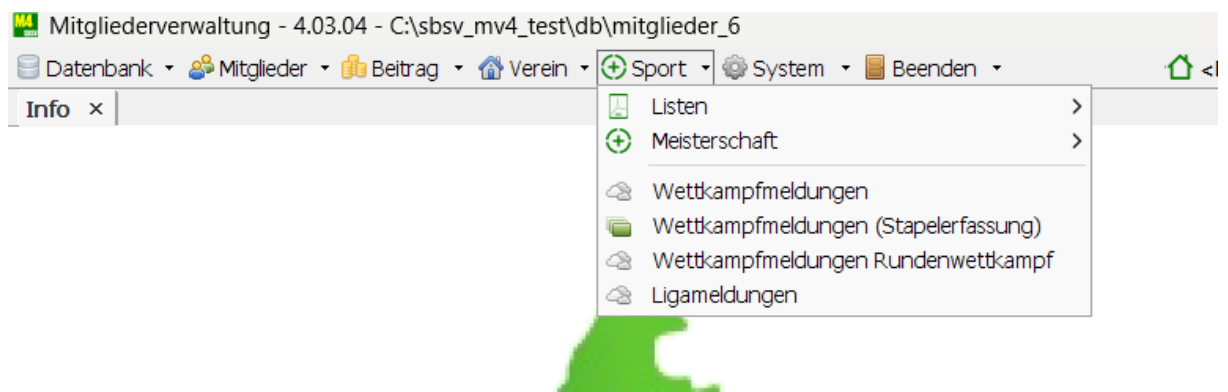 Mitgliederverwaltung - 4.03.04 - C:\sbsv_mv4_test\db\mitglieder_6
Datenbank Mitglieder Beitrag Verein Sport System Beenden
Info ×
Listen
Meisterschaft
Wettkampfmeldungen
Wettkampfmeldungen (Stapelerfassung)
Wettkampfmeldungen Rundenwettkampf
Ligameldungen